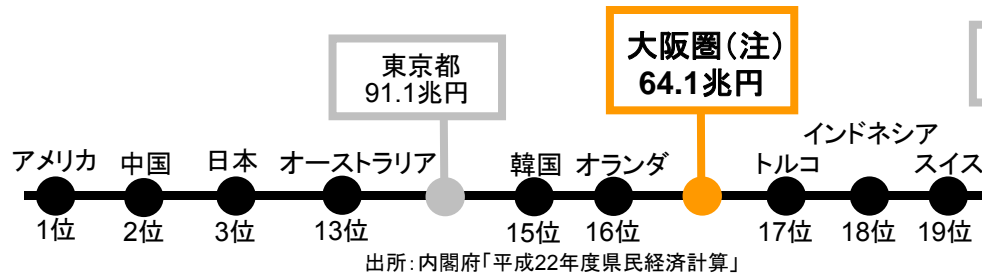 東京都
91.1兆円
大阪圏(注)
64.1兆円
アメリカ
中国
日本
オーストラリア
韓国
オランダ
トルコ
インドネシア
スイス
1位
2位
3位
13位
15位
16位
17位
18位
19位
出所:内閣府「平成22年度県民経済計算」